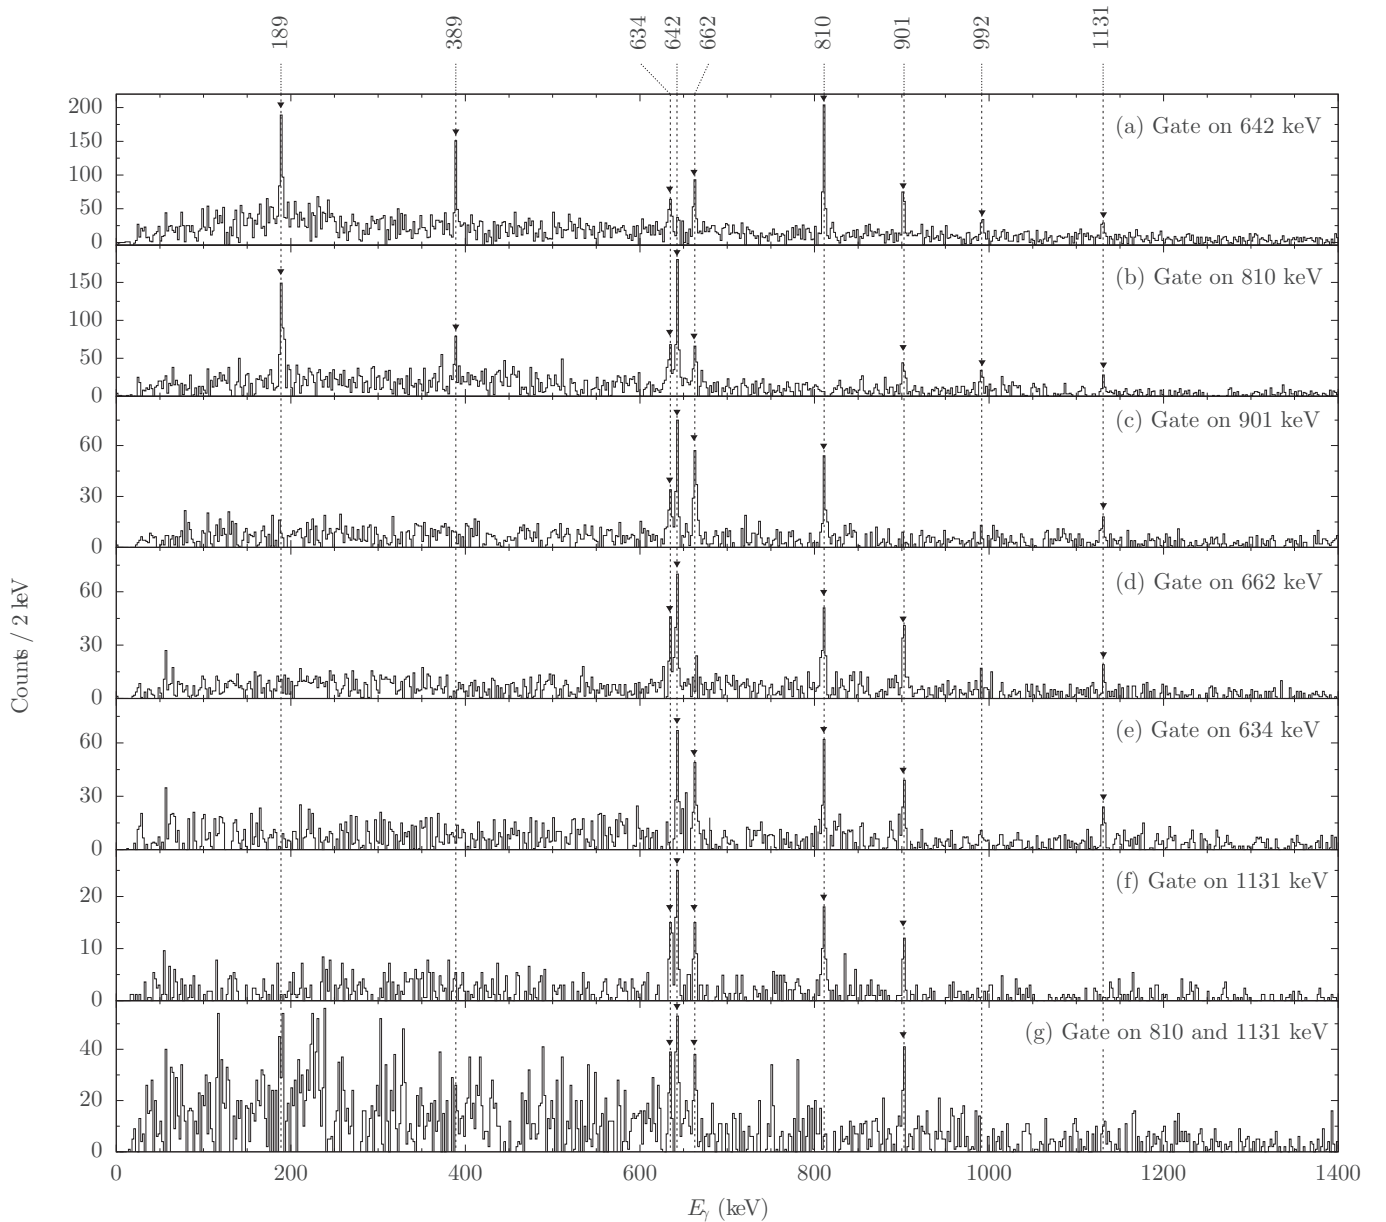 189 389 634 642 662 810 901 992 1131
(a) Gate on 642 keV
200
150
100
50
0
(b) Gate on 810 keV
150
100
50
0
(c) Gate on 901 keV
60
30
0
(d) Gate on 662 keV
60
30
0
(e) Gate on 634 keV
60
30
0
(f) Gate on 1131 keV
20
10
0
(g) Gate on 810 and 1131 keV
40
20
0
0 200 400 600 800 1000 1200 1400
Counts / 2 keV
Eγ (keV)